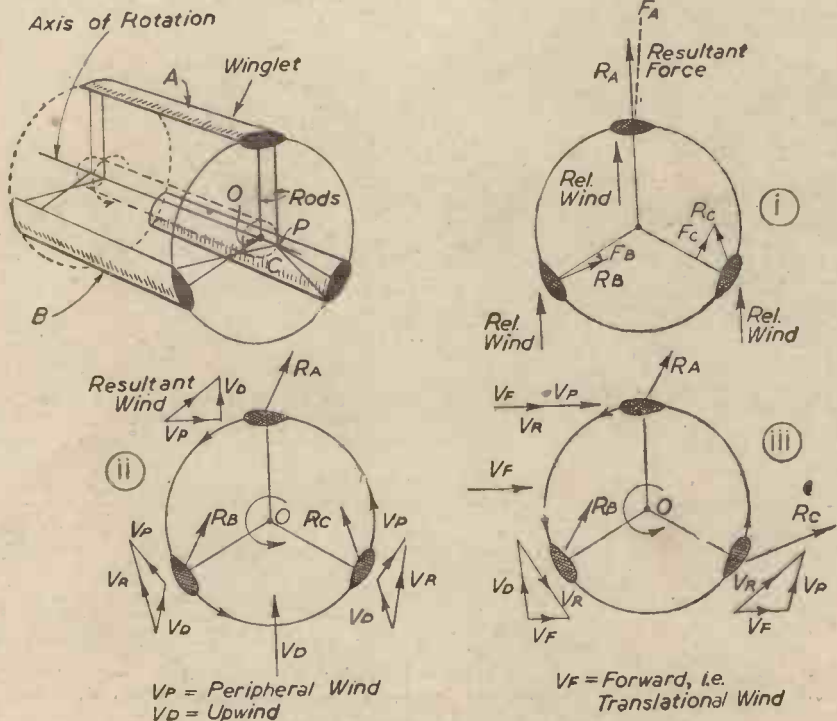 Axis of Rotation
A
Winglet
O
Rods
P
C
B
FA
RA
Resultant
Force
Rel.
Wind
i
RC
FC
FB
RB
Rel.
Wind
Rel.
Wind
Resultant
Wind
VD
VP
RA
ii
VP
VR
VD
RB
O
RC
VP
VR
VD
VD
VP = Peripheral Wind
VD = Upwind
VF
VP
VR
RA
iii
VF
RB
O
RC
VD
VR
VF
VR
VP
VF
VF = Forward, i.e.
Translational Wind